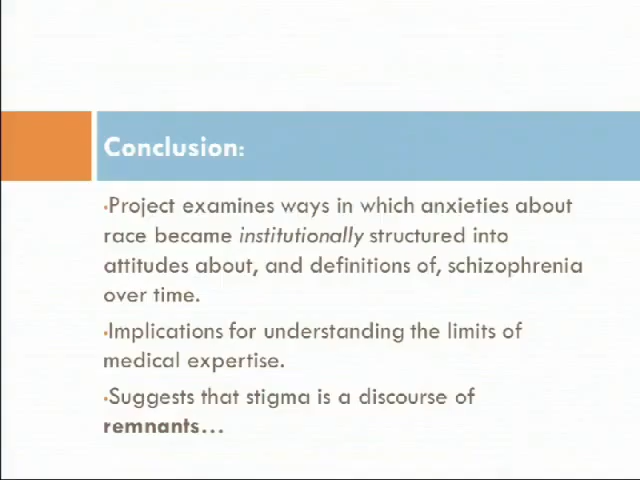 Conclusion:
•Project examines ways in which anxieties about
race became institutionally structured into
attitudes about, and definitions of, schizophrenia
over time.
•Implications for understanding the limits of
medical expertise.
•Suggests that stigma is a discourse of
remnants…